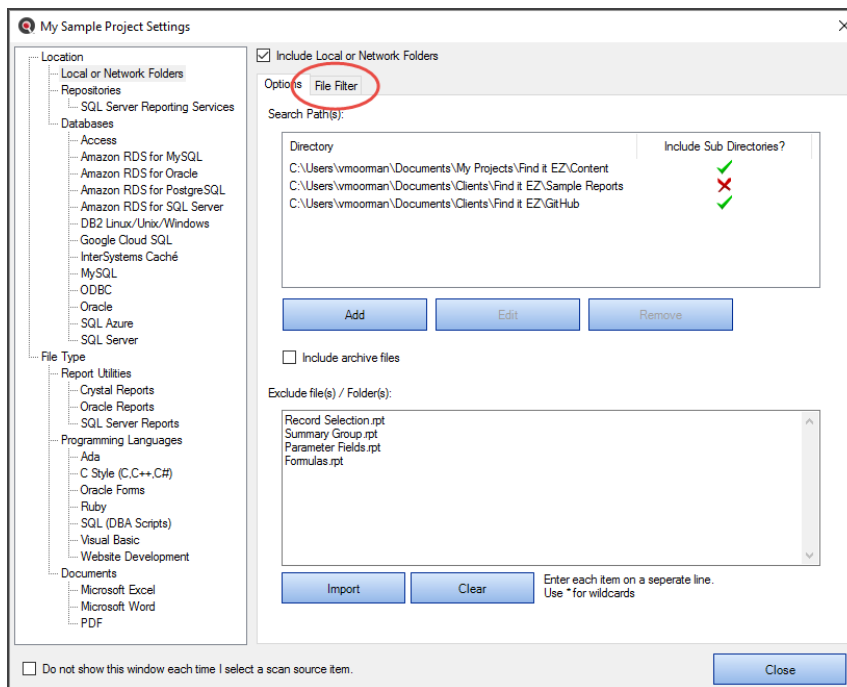 My Sample Project Settings
Location
Local or Network Folders
Repositories
SQL Server Reporting Services
Databases
Access
Amazon RDS for MySQL
Amazon RDS for Oracle
Amazon RDS for PostgreSQL
Amazon RDS for SQL Server
DB2 Linux/Unix/Windows
Google Cloud SQL
InterSystems Caché
MySQL
ODBC
Oracle
SQL Azure
SQL Server
File Type
Report Utilities
Crystal Reports
Oracle Reports
SQL Server Reports
Programming Languages
Ada
C Style (C,C++,C#)
Oracle Forms
Ruby
SQL (DBA Scripts)
Visual Basic
Website Development
Documents
Microsoft Excel
Microsoft Word
PDF
Include Local or Network Folders
Options File Filter
Search Path(s):
Directory Include Sub Directories?
C:\Users\vmoorman\Documents\My Projects\Find it EZ\Content
C:\Users\vmoorman\Documents\Clients\Find it EZ\Sample Reports
C:\Users\vmoorman\Documents\Clients\Find it EZ\GitHub
Add Edit Remove
Include archive files
Exclude file(s) / Folder(s):
Record Selection.rpt
Summary Group.rpt
Parameter Fields.rpt
Formulas.rpt
Import Clear
Enter each item on a seperate line.
Use * for wildcards
Do not show this window each time I select a scan source item.
Close